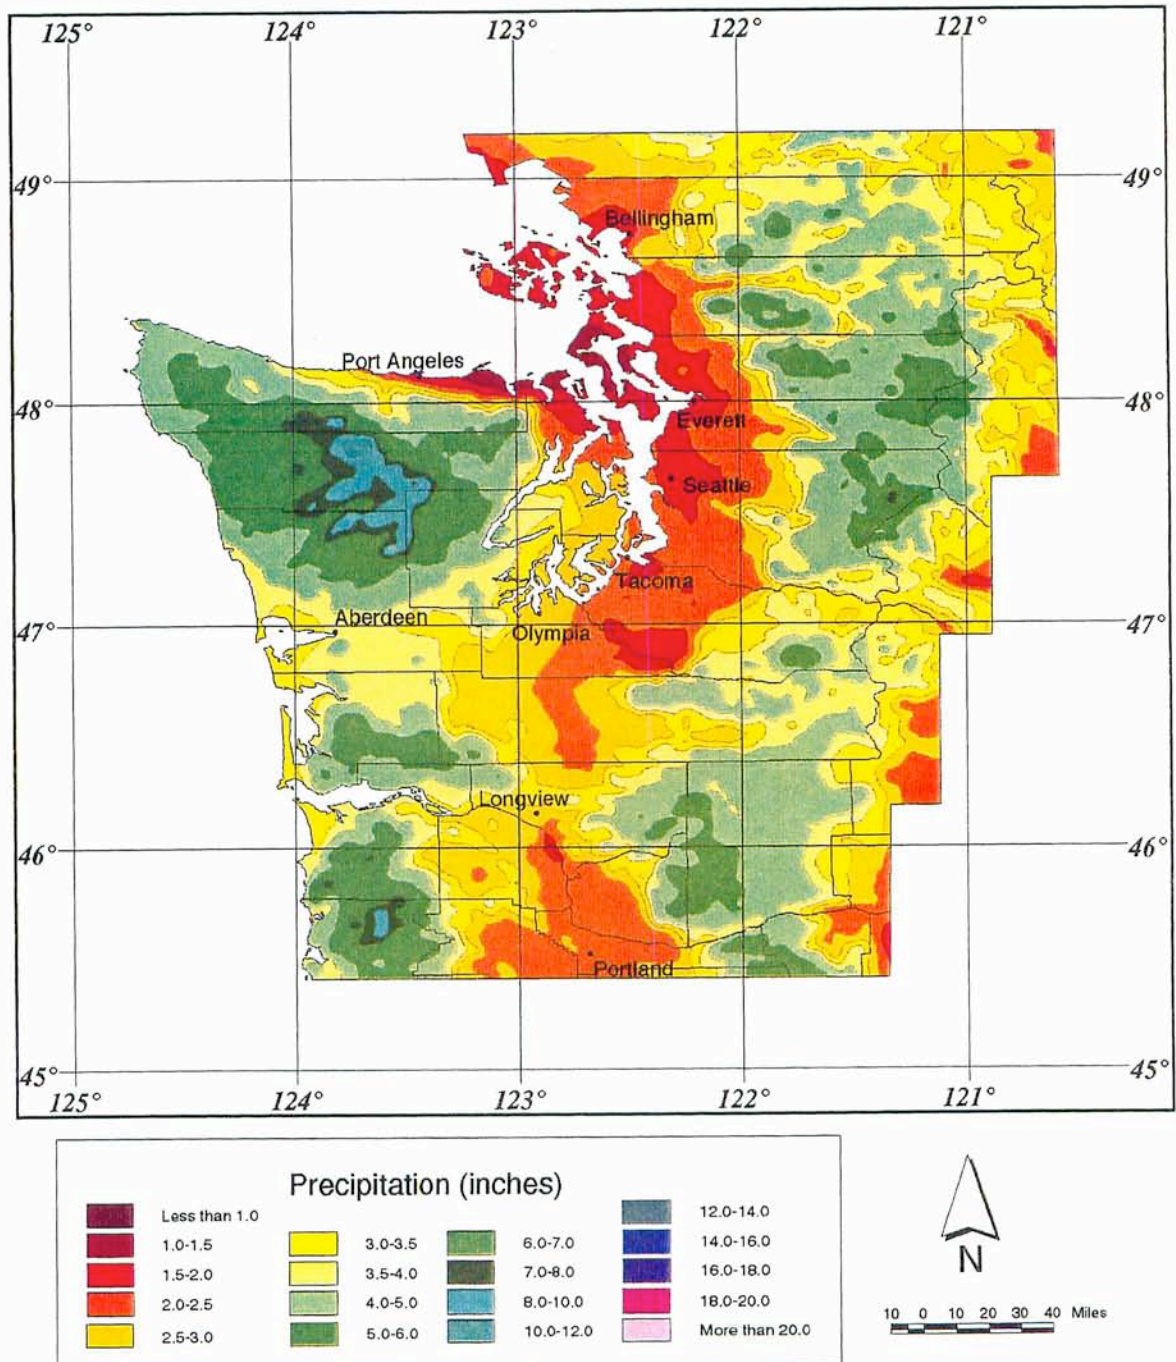 125° 124° 123° 122° 121°
49° 49°
Bellingham
Port Angeles
48° 48°
Everett
Seattle
Tacoma
Aberdeen
47° Olympia 47°
Longview
46° 46°
Portland
45° 45°
125° 124° 123° 122° 121°
Precipitation (inches)
Less than 1.0
1.0-1.5
1.5-2.0
2.0-2.5
2.5-3.0
3.0-3.5
3.5-4.0
4.0-5.0
5.0-6.0
6.0-7.0
7.0-8.0
8.0-10.0
10.0-12.0
12.0-14.0
14.0-16.0
16.0-18.0
18.0-20.0
More than 20.0
N
10 0 10 20 30 40 Miles